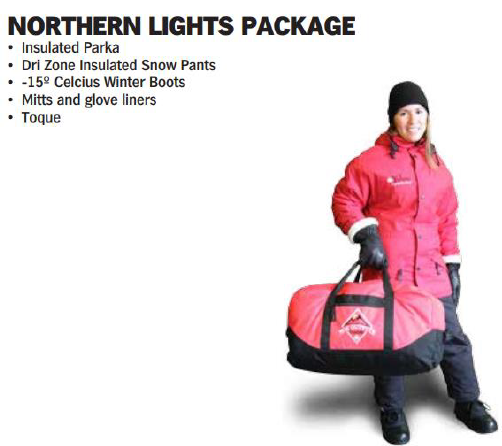 NORTHERN LIGHTS PACKAGE
• Insulated Parka
• Dri Zone Insulated Snow Pants
• -15º Celcius Winter Boots
• Mitts and glove liners
• Toque